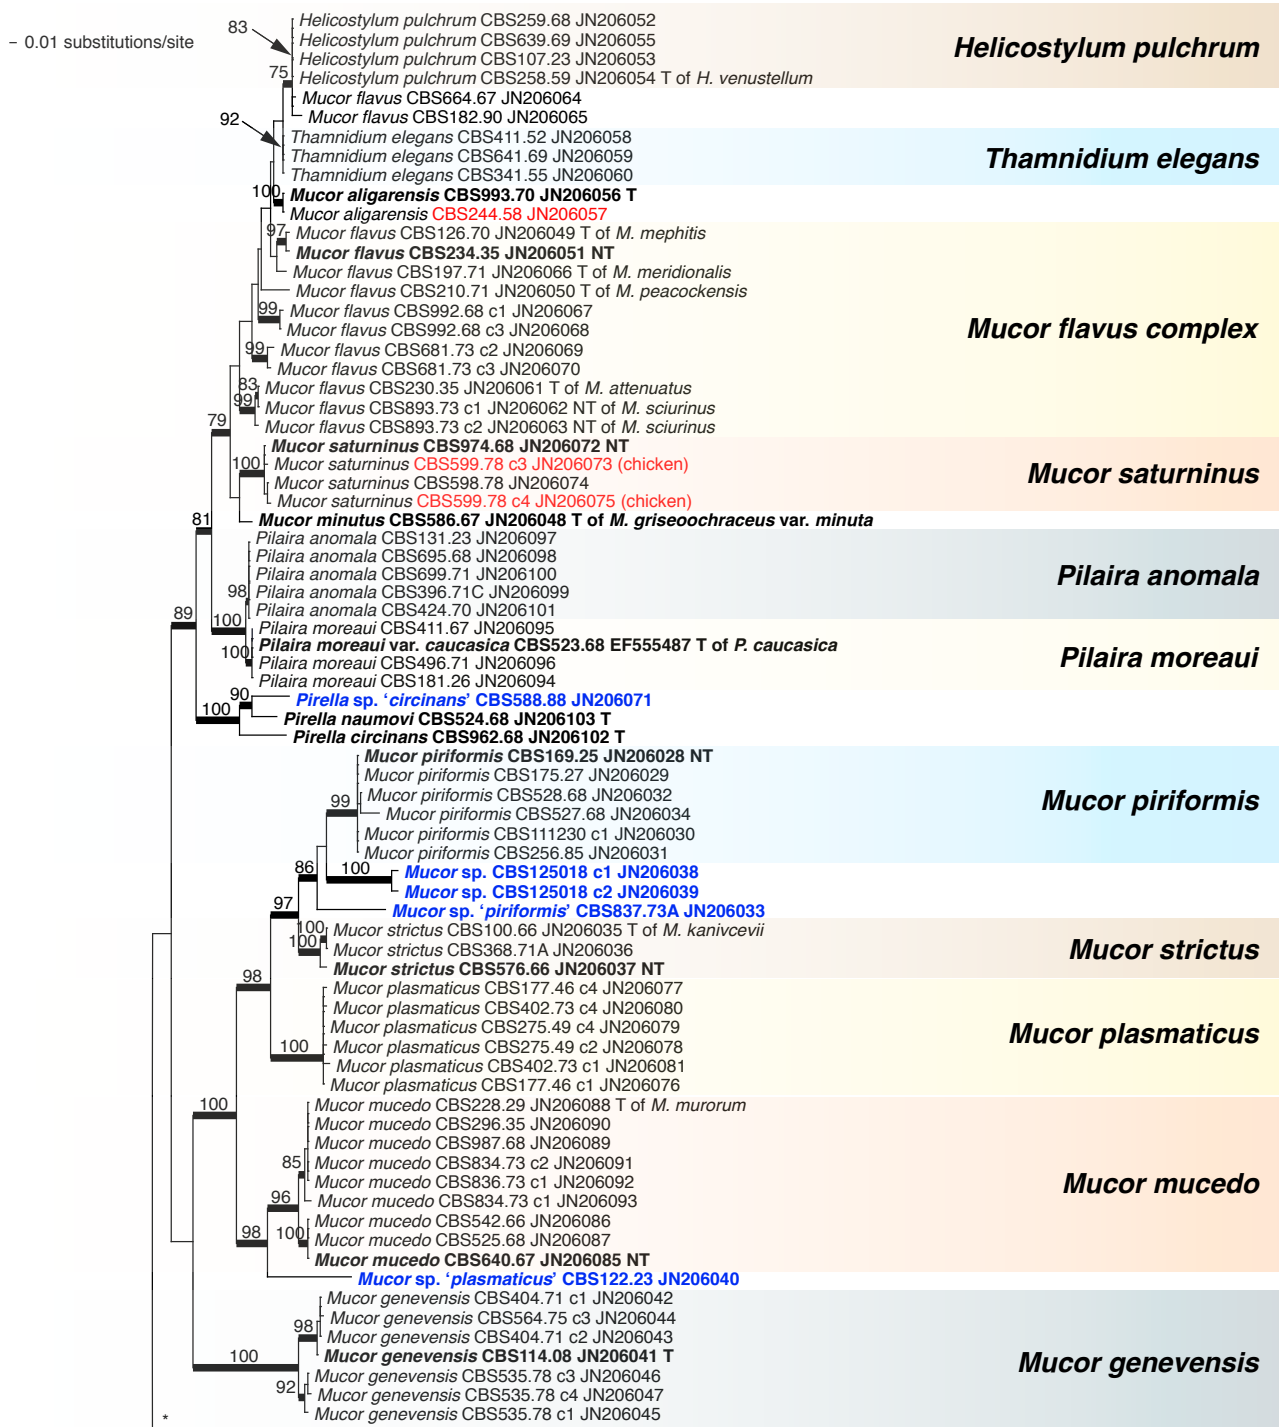 Helicostylum pulchrum CBS259.68 JN206052
83
– 0.01 substitutions/site
Helicostylum pulchrum CBS639.69 JN206055
Helicostylum pulchrum
Helicostylum pulchrum CBS107.23 JN206053
75
Helicostylum pulchrum CBS258.59 JN206054 T of H. venustellum
Mucor flavus CBS664.67 JN206064
Mucor flavus CBS182.90 JN206065
92
Thamnidium elegans CBS411.52 JN206058
Thamnidium elegans CBS641.69 JN206059
Thamnidium elegans
Thamnidium elegans CBS341.55 JN206060
100
Mucor aligarensis CBS993.70 JN206056 T
Mucor aligarensis CBS244.58 JN206057
97
Mucor flavus CBS126.70 JN206049 T of M. mephitis
Mucor flavus CBS234.35 JN206051 NT
Mucor flavus CBS197.71 JN206066 T of M. meridionalis
Mucor flavus CBS210.71 JN206050 T of M. peacockensis
99
Mucor flavus CBS992.68 c1 JN206067
Mucor flavus CBS992.68 c3 JN206068
Mucor flavus complex
99
Mucor flavus CBS681.73 c2 JN206069
Mucor flavus CBS681.73 c3 JN206070
83
Mucor flavus CBS230.35 JN206061 T of M. attenuatus
99
Mucor flavus CBS893.73 c1 JN206062 NT of M. sciurinus
79
Mucor flavus CBS893.73 c2 JN206063 NT of M. sciurinus
Mucor saturninus CBS974.68 JN206072 NT
100
Mucor saturninus CBS599.78 c3 JN206073 (chicken)
Mucor saturninus
Mucor saturninus CBS598.78 JN206074
Mucor saturninus CBS599.78 c4 JN206075 (chicken)
81
Mucor minutus CBS586.67 JN206048 T of M. griseoochraceus var. minuta
Pilaira anomala CBS131.23 JN206097
Pilaira anomala CBS695.68 JN206098
Pilaira anomala CBS699.71 JN206100
Pilaira anomala
98
Pilaira anomala CBS396.71C JN206099
89
Pilaira anomala CBS424.70 JN206101
100
Pilaira moreaui CBS411.67 JN206095
Pilaira moreaui var. caucasica CBS523.68 EF555487 T of P. caucasica
100
Pilaira moreaui CBS496.71 JN206096
Pilaira moreaui
Pilaira moreaui CBS181.26 JN206094
90
Pirella sp. ‘circinans’ CBS588.88 JN206071
100
Pirella naumovi CBS524.68 JN206103 T
Pirella circinans CBS962.68 JN206102 T
Mucor piriformis CBS169.25 JN206028 NT
Mucor piriformis CBS175.27 JN206029
Mucor piriformis CBS528.68 JN206032
Mucor piriformis
99
Mucor piriformis CBS527.68 JN206034
Mucor piriformis CBS111230 c1 JN206030
Mucor piriformis CBS256.85 JN206031
86
100
Mucor sp. CBS125018 c1 JN206038
Mucor sp. CBS125018 c2 JN206039
97
Mucor sp. ‘piriformis’ CBS837.73A JN206033
100
Mucor strictus CBS100.66 JN206035 T of M. kanivcevii
100
Mucor strictus CBS368.71A JN206036
Mucor strictus
Mucor strictus CBS576.66 JN206037 NT
98
Mucor plasmaticus CBS177.46 c4 JN206077
Mucor plasmaticus CBS402.73 c4 JN206080
Mucor plasmaticus CBS275.49 c4 JN206079
Mucor plasmaticus
100
Mucor plasmaticus CBS275.49 c2 JN206078
Mucor plasmaticus CBS402.73 c1 JN206081
Mucor plasmaticus CBS177.46 c1 JN206076
100
Mucor mucedo CBS228.29 JN206088 T of M. murorum
Mucor mucedo CBS296.35 JN206090
Mucor mucedo CBS987.68 JN206089
85
Mucor mucedo CBS834.73 c2 JN206091
Mucor mucedo CBS836.73 c1 JN206092
Mucor mucedo
96
Mucor mucedo CBS834.73 c1 JN206093
Mucor mucedo CBS542.66 JN206086
98
100
Mucor mucedo CBS525.68 JN206087
Mucor mucedo CBS640.67 JN206085 NT
Mucor sp. ‘plasmaticus’ CBS122.23 JN206040
Mucor genevensis CBS404.71 c1 JN206042
Mucor genevensis CBS564.75 c3 JN206044
98
Mucor genevensis CBS404.71 c2 JN206043
100
Mucor genevensis CBS114.08 JN206041 T
Mucor genevensis
Mucor genevensis CBS535.78 c3 JN206046
92
Mucor genevensis CBS535.78 c4 JN206047
Mucor genevensis CBS535.78 c1 JN206045
*